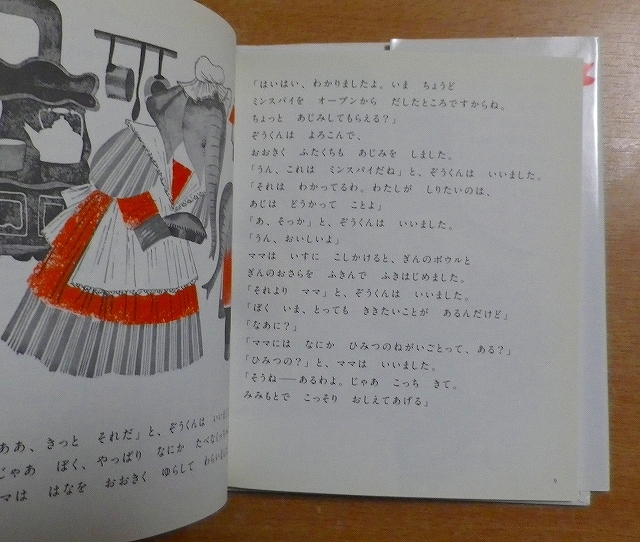 ああ、きっと　それだ」と、ぞうくんは
じゃあ　ぼく、やっぱり　なにか
マは　はなを　おおきく　ゆらして
「はいはい、わかりましたよ。いま　ちょうど
ミンスパイを　オーブンから　だしたところですからね。
ちょっと　あじみしてもらえる？」
ぞうくんは　よろこんで、
おおきく　ふたくちも　あじみを　しました。
「うん、これは　ミンスパイだね」と、ぞうくんは　いいました。
「それは　わかってるわ。わたしが　しりたいのは、
あじは　どうかって　ことよ」
「あ、そっか」と、ぞうくんは　いいました。
「うん、おいしいよ」
ママは　いすに　こしかけると、ぎんのボウルと
ぎんのおさらを　ふきんで　ふきはじめました。
「それより　ママ」と、ぞうくんは　いいました。
「ぼく　いま、とっても　ききたいことが　あるんだけど」
「なあに？」
「ママには　なにか　ひみつのねがいごとって、ある？」
「ひみつの？」と、ママは　いいました。
「そうね――あるわよ。じゃあ　こっち　きて。
みみもとで　こっそり　おしえてあげる」
9